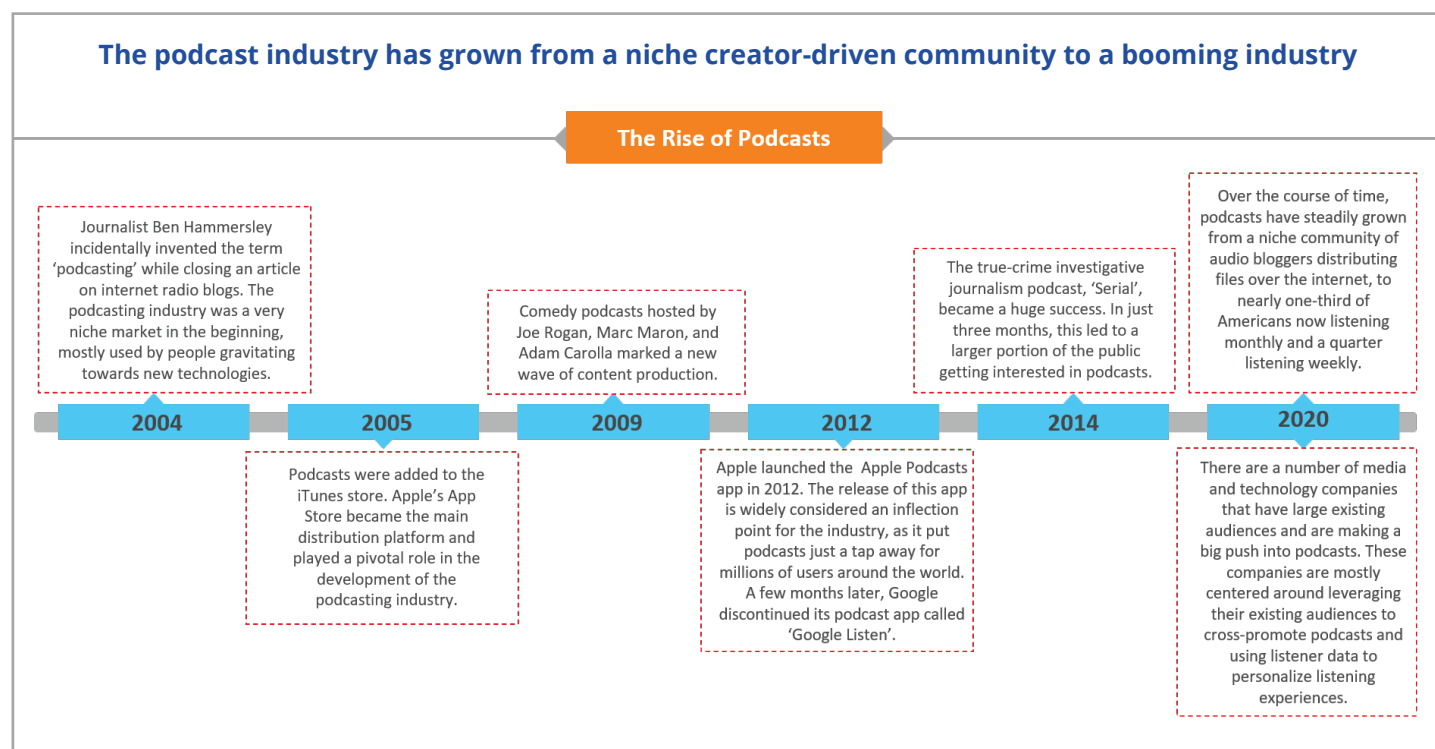 The podcast industry has grown from a niche creator-driven community to a booming industry
The Rise of Podcasts
Journalist Ben Hammersley
incidentally invented the term
‘podcasting’ while closing an article
on internet radio blogs. The
podcasting industry was a very
niche market in the beginning,
mostly used by people gravitating
towards new technologies.
2004
2005
Podcasts were added to the
iTunes store. Apple’s App
Store became the main
distribution platform and
played a pivotal role in the
development of the
podcasting industry.
Comedy podcasts hosted by
Joe Rogan, Marc Maron, and
Adam Carolla marked a new
wave of content production.
2009
2012
Apple launched the  Apple Podcasts
app in 2012. The release of this app
is widely considered an inflection
point for the industry, as it put
podcasts just a tap away for
millions of users around the world.
A few months later, Google
discontinued its podcast app called
‘Google Listen’.
The true-crime investigative
journalism podcast, ‘Serial’,
became a huge success. In just
three months, this led to a
larger portion of the public
getting interested in podcasts.
2014
Over the course of time,
podcasts have steadily grown
from a niche community of
audio bloggers distributing
files over the internet, to
nearly one-third of
Americans now listening
monthly and a quarter
listening weekly.
2020
There are a number of media
and technology companies
that have large existing
audiences and are making a
big push into podcasts. These
companies are mostly
centered around leveraging
their existing audiences to
cross-promote podcasts and
using listener data to
personalize listening
experiences.